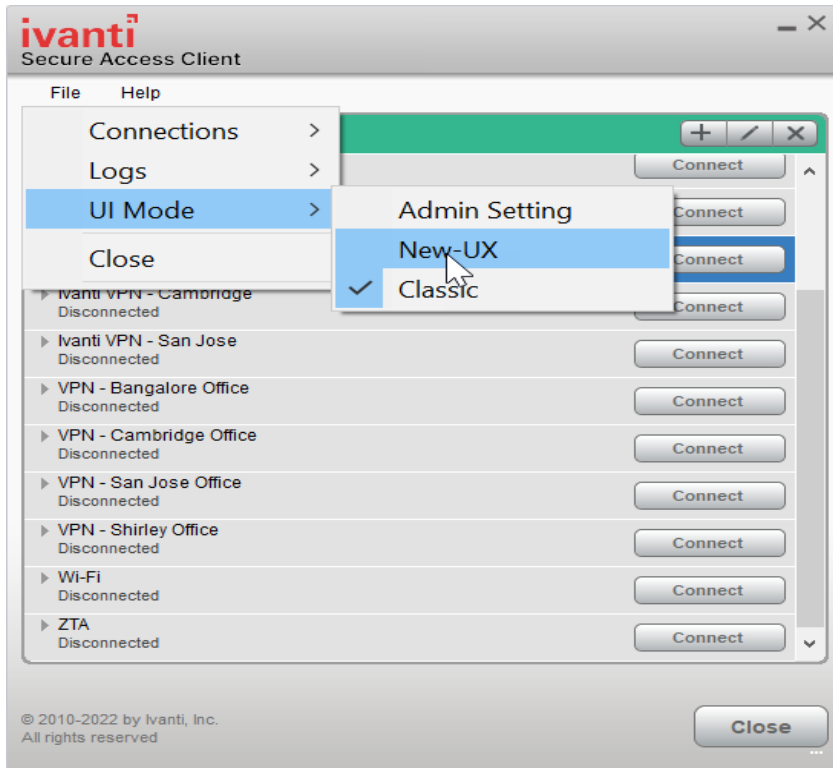 ivanti
Secure Access Client
File Help
Connections
Logs
UI Mode
Close
Admin Setting
New-UX
Classic
Connect
Connect
Connect
Ivanti VPN - Cambridge
Disconnected
Connect
Ivanti VPN - San Jose
Disconnected
Connect
VPN - Bangalore Office
Disconnected
Connect
VPN - Cambridge Office
Disconnected
Connect
VPN - San Jose Office
Disconnected
Connect
VPN - Shirley Office
Disconnected
Connect
Wi-Fi
Disconnected
Connect
ZTA
Disconnected
Connect
© 2010-2022 by Ivanti, Inc.
All rights reserved
Close